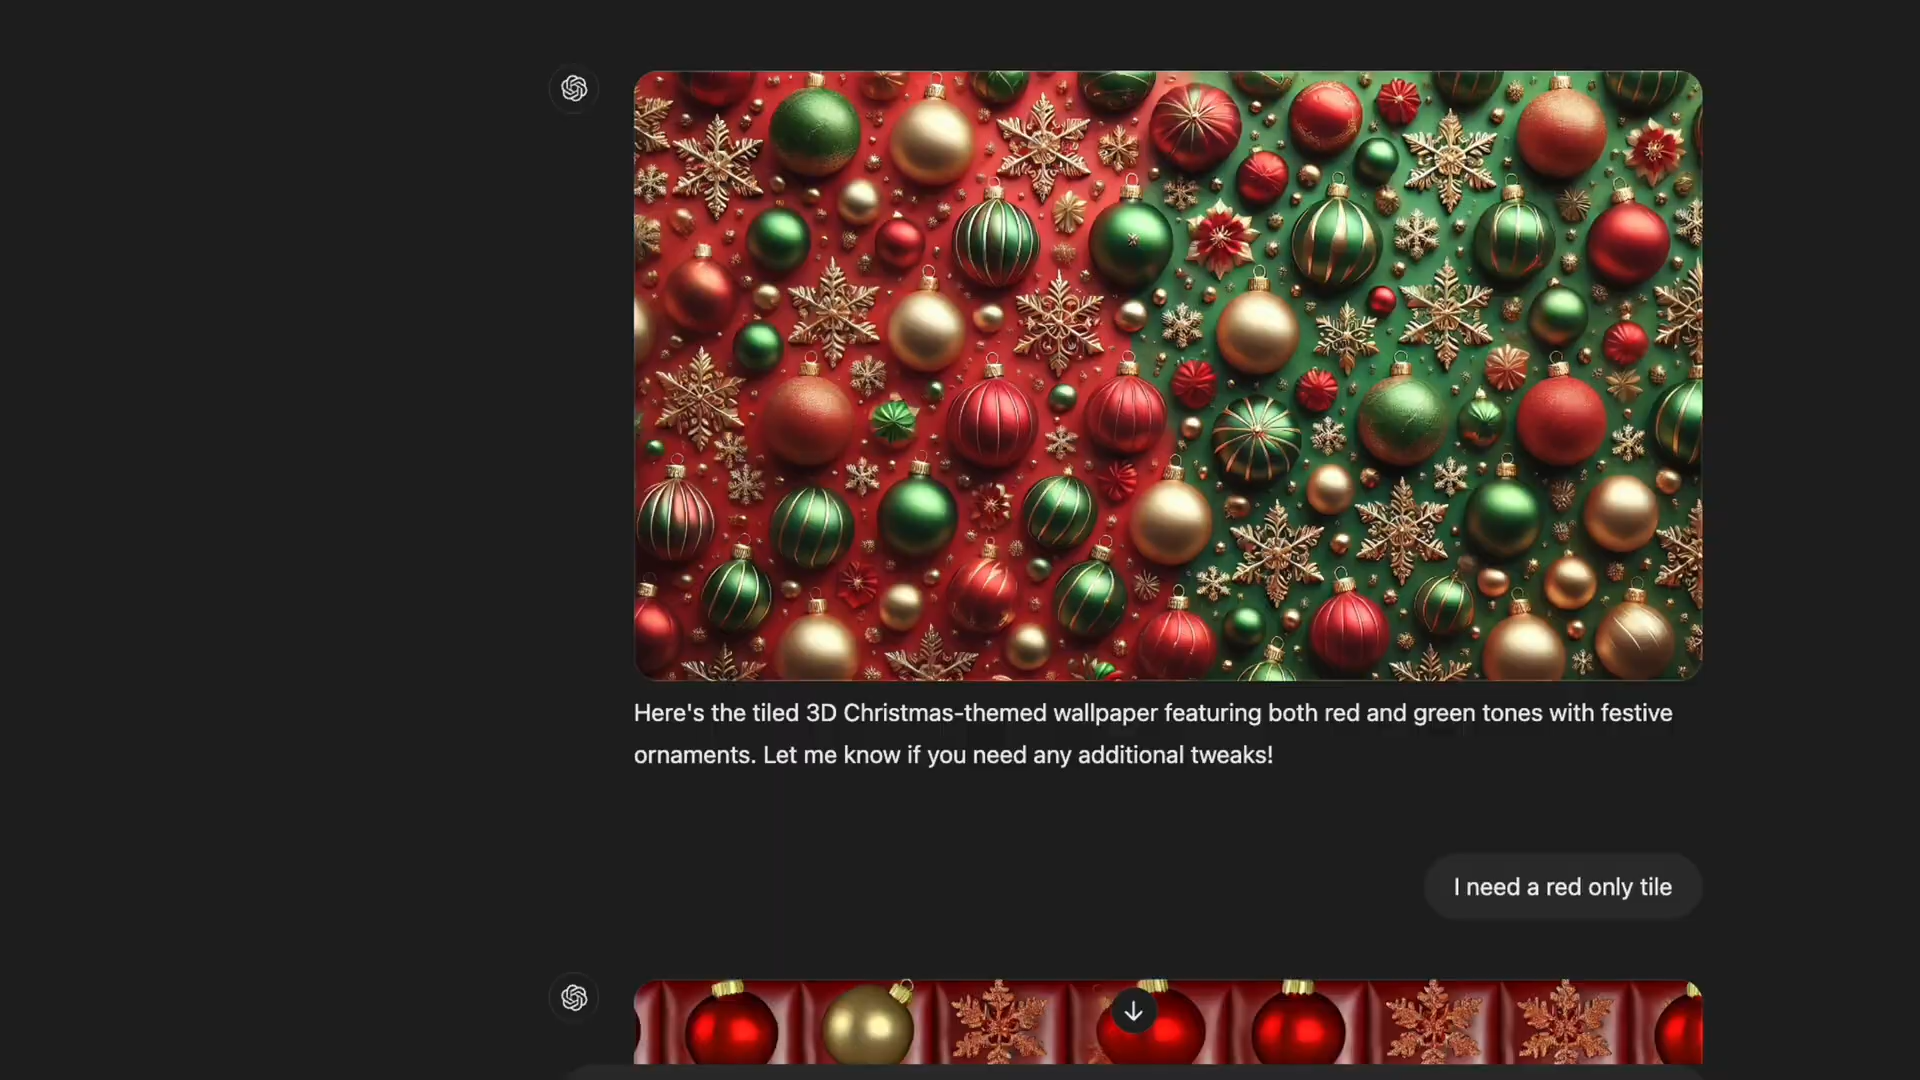 Here's the tiled 3D Christmas-themed wallpaper featuring both red and green tones with festive
ornaments. Let me know if you need any additional tweaks!
I need a red only tile